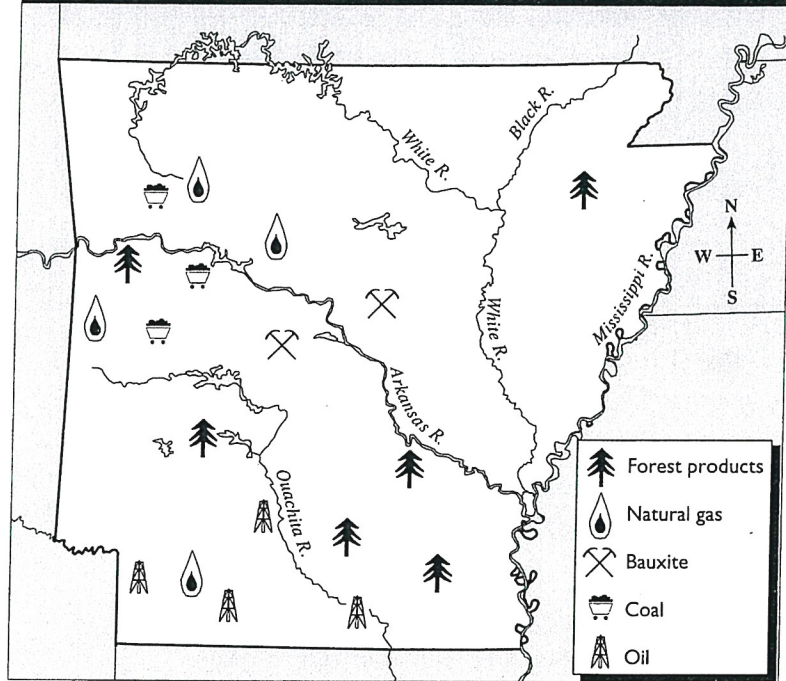 White R.
Black R.
White R.
Mississippi R.
Arkansas R.
Ouachita R.
N
W E
S
Forest products
Natural gas
Bauxite
Coal
Oil